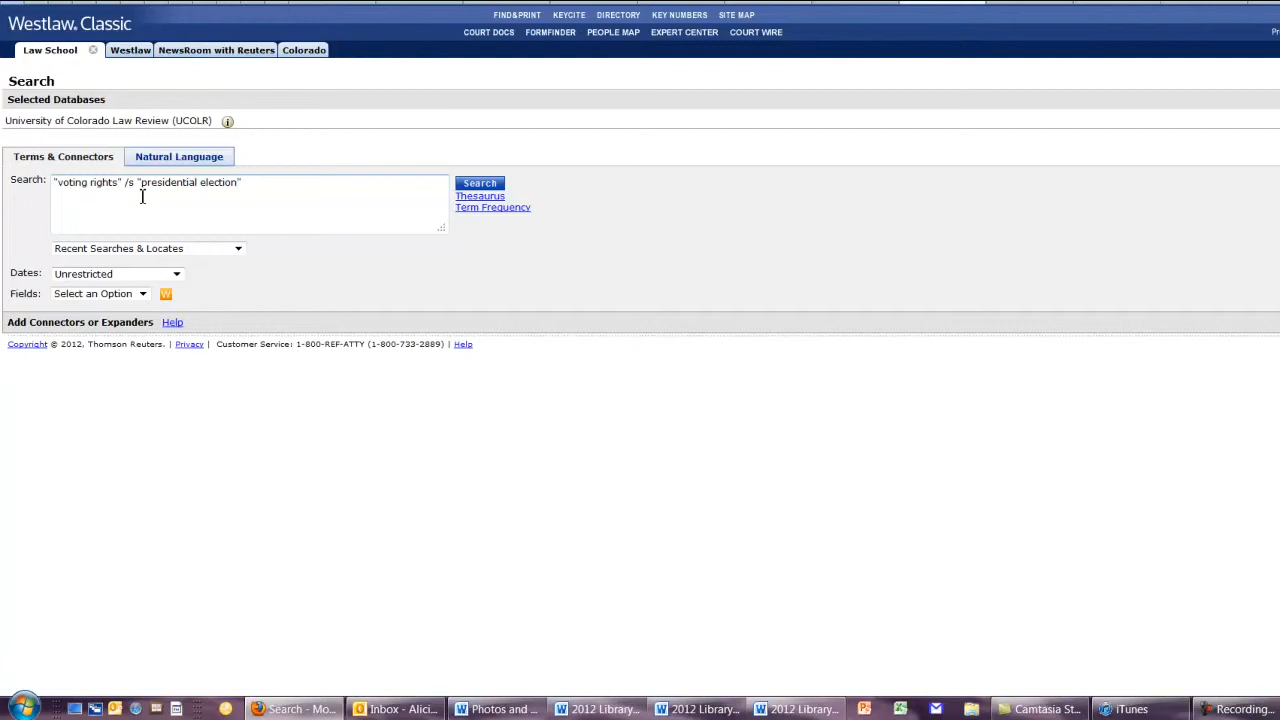 Westlaw. Classic
FIND&PRINT KEYCITE DIRECTORY KEY NUMBERS SITE MAP
COURT DOCS FORMFINDER PEOPLE MAP EXPERT CENTER COURT WIRE
Law School Westlaw NewsRoom with Reuters Colorado
Search
Selected Databases
University of Colorado Law Review (UCOLR)
Terms & Connectors Natural Language
Search: "voting rights" /s "presidential election" Search
Thesaurus
Term Frequency
Recent Searches & Locates
Dates: Unrestricted
Fields: Select an Option W
Add Connectors or Expanders Help
Copyright © 2012, Thomson Reuters. | Privacy | Customer Service: 1-800-REF-ATTY (1-800-733-2889) | Help
Search - Mo... Inbox - Alici... Photos and ... 2012 Library... 2012 Library... 2012 Library... Camtasia St... iTunes Recording...